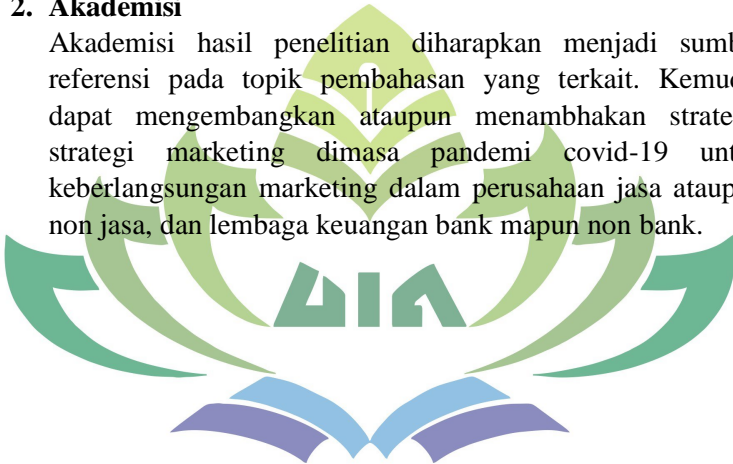 2. Akademisi
Akademisi hasil penelitian diharapkan menjadi sumb
referensi pada topik pembahasan yang terkait. Kemud
dapat mengembangkan ataupun menambhakan strate
strategi marketing dimasa pandemi covid-19 unt
keberlangsungan marketing dalam perusahaan jasa ataup
non jasa, dan lembaga keuangan bank mapun non bank.
UIN